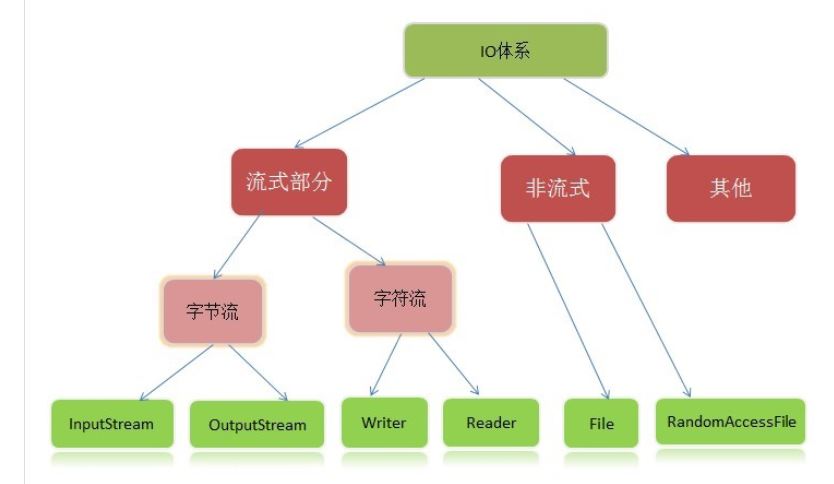 IO体系
流式部分
非流式
其他
字节流
字符流
InputStream
OutputStream
Writer
Reader
File
RandomAccessFile